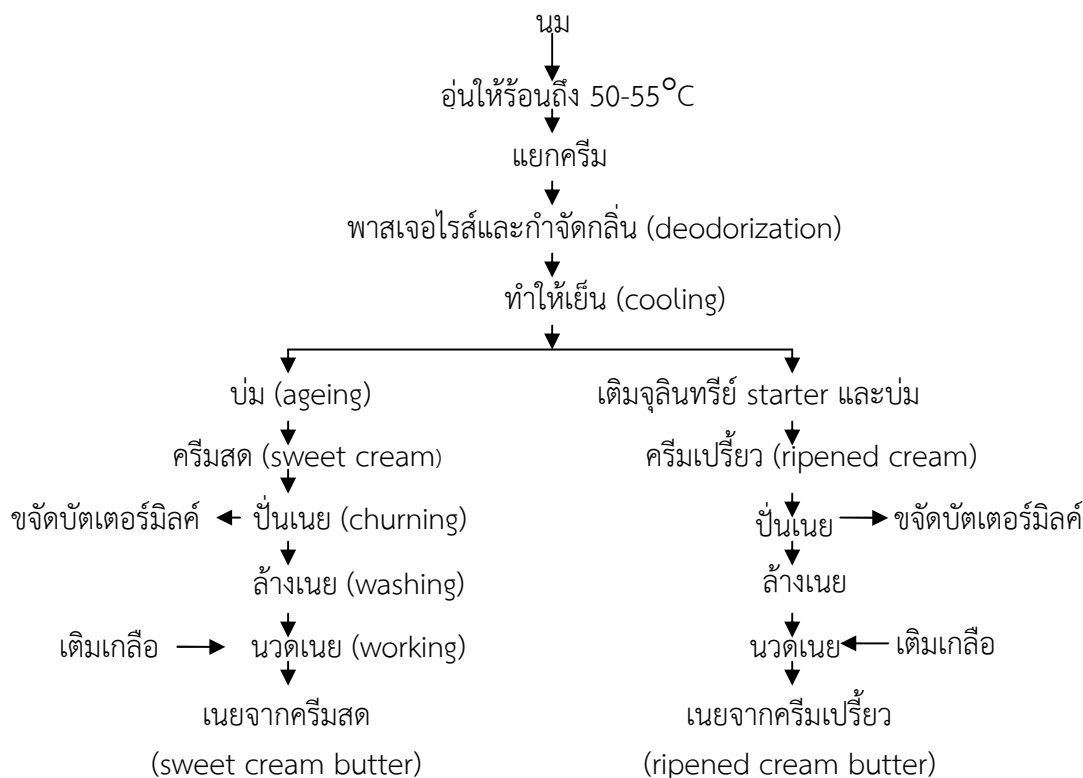 นม
อุ่นให้ร้อนถึง 50-55°C
แยกครีม
พาสเจอไรส์และกำจัดกลิ่น (deodorization)
ทำให้เย็น (cooling)
บ่ม (ageing)
ครีมสด (sweet cream)
ขจัดบัตเตอร์มิลค์ ปั่นเนย (churning)
ล้างเนย (washing)
เติมเกลือ นวดเนย (working)
เนยจากครีมสด
(sweet cream butter)
เติมจุลินทรีย์ starter และบ่ม
ครีมเปรี้ยว (ripened cream)
ปั่นเนย ขจัดบัตเตอร์มิลค์
ล้างเนย
นวดเนย เติมเกลือ
เนยจากครีมเปรี้ยว
(ripened cream butter)